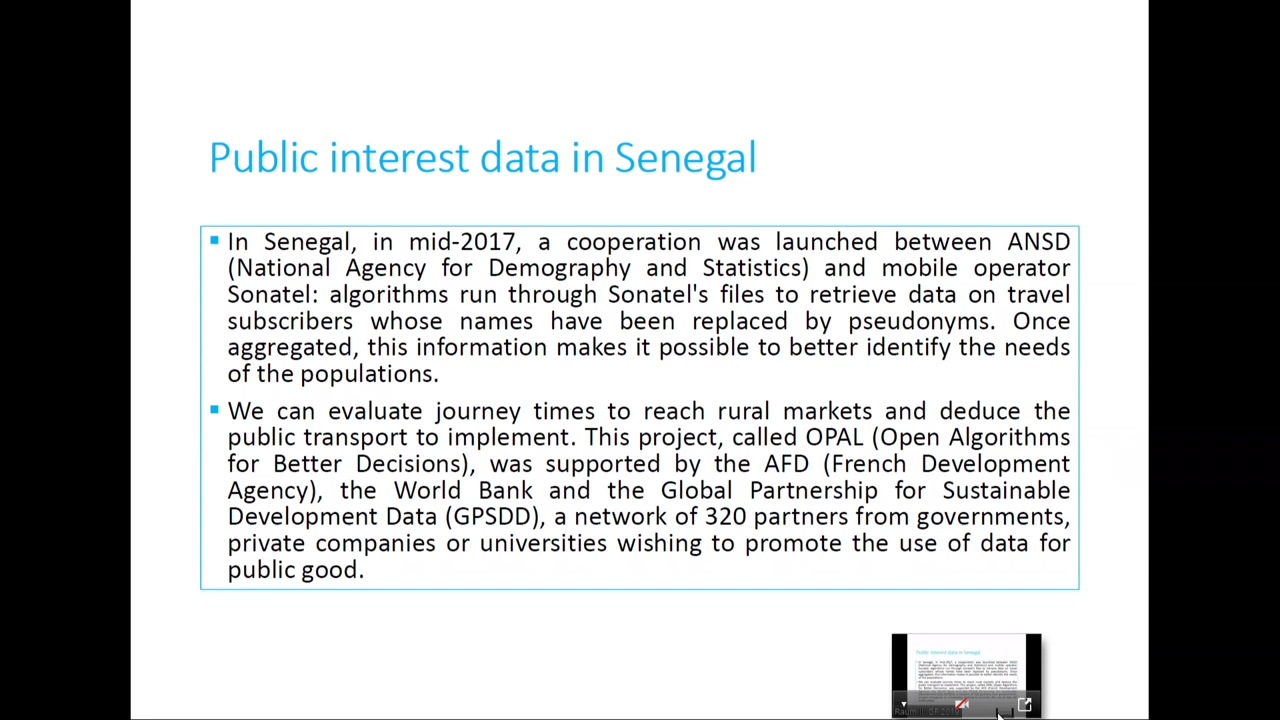 Public interest data in Senegal
In Senegal, in mid-2017, a cooperation was launched between ANSD
(National Agency for Demography and Statistics) and mobile operator
Sonatel: algorithms run through Sonatel's files to retrieve data on travel
subscribers whose names have been replaced by pseudonyms. Once
aggregated, this information makes it possible to better identify the needs
of the populations.
We can evaluate journey times to reach rural markets and deduce the
public transport to implement. This project, called OPAL (Open Algorithms
for Better Decisions), was supported by the AFD (French Development
Agency), the World Bank and the Global Partnership for Sustainable
Development Data (GPSDD), a network of 320 partners from governments,
private companies or universities wishing to promote the use of data for
public good.
Public interest data in Senegal